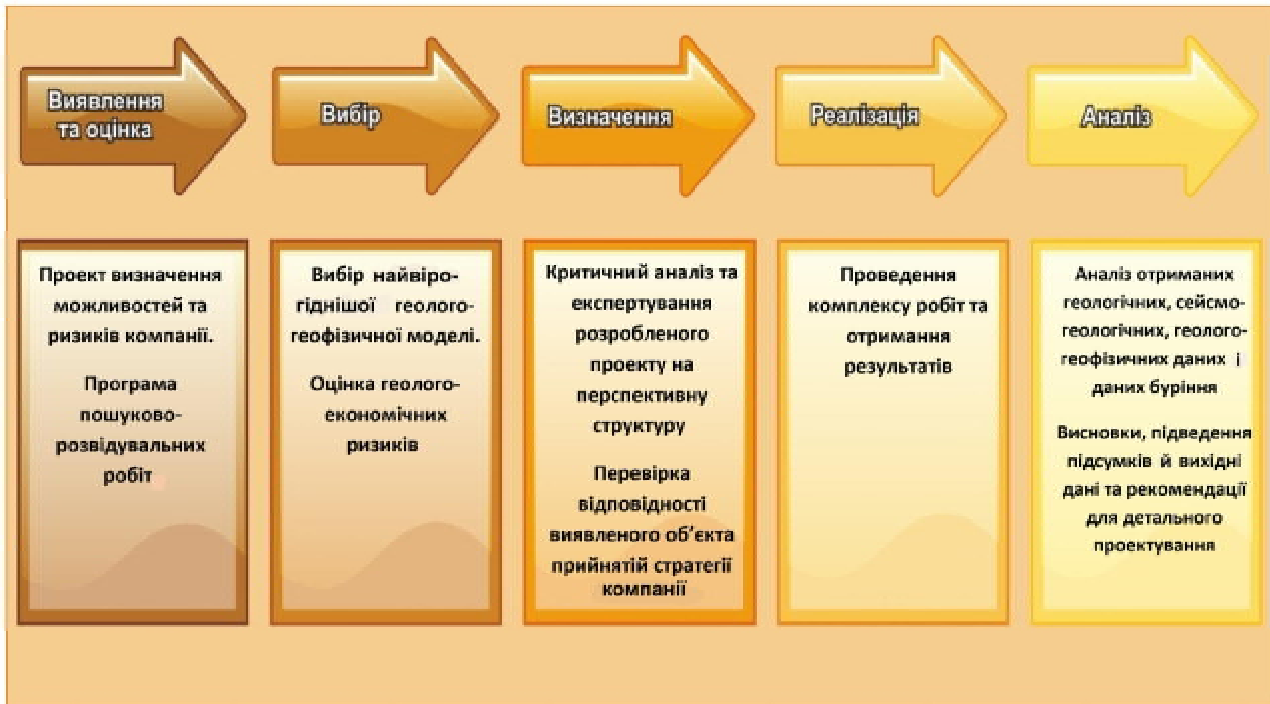 Виявлення
та оцінка
Вибір
Визначення
Реалізація
Аналіз
Проект визначення
можливостей та
ризиків компанії.
Програма
пошуково-
розвідувальних
робіт
Вибір найвіро-
гіднішої геолого-
геофізичної моделі.
Оцінка геолого-
економічних
ризиків
Критичний аналіз та
експертування
розробленого
проекту на
перспективну
структуру
Перевірка
відповідності
виявленого об’єкта
прийнятій стратегії
компанії
Проведення
комплексу робіт та
отримання
результатів
Аналіз отриманих
геологічних, сейсмо-
геологічних, геолого-
геофізичних даних і
даних буріння
Висновки, підведення
підсумків й вихідні
дані та рекомендації
для детального
проектування